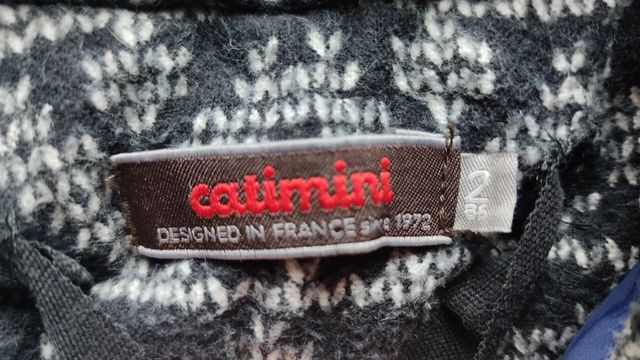 catimini
DESIGNED IN FRANCE SINCE 1972
2